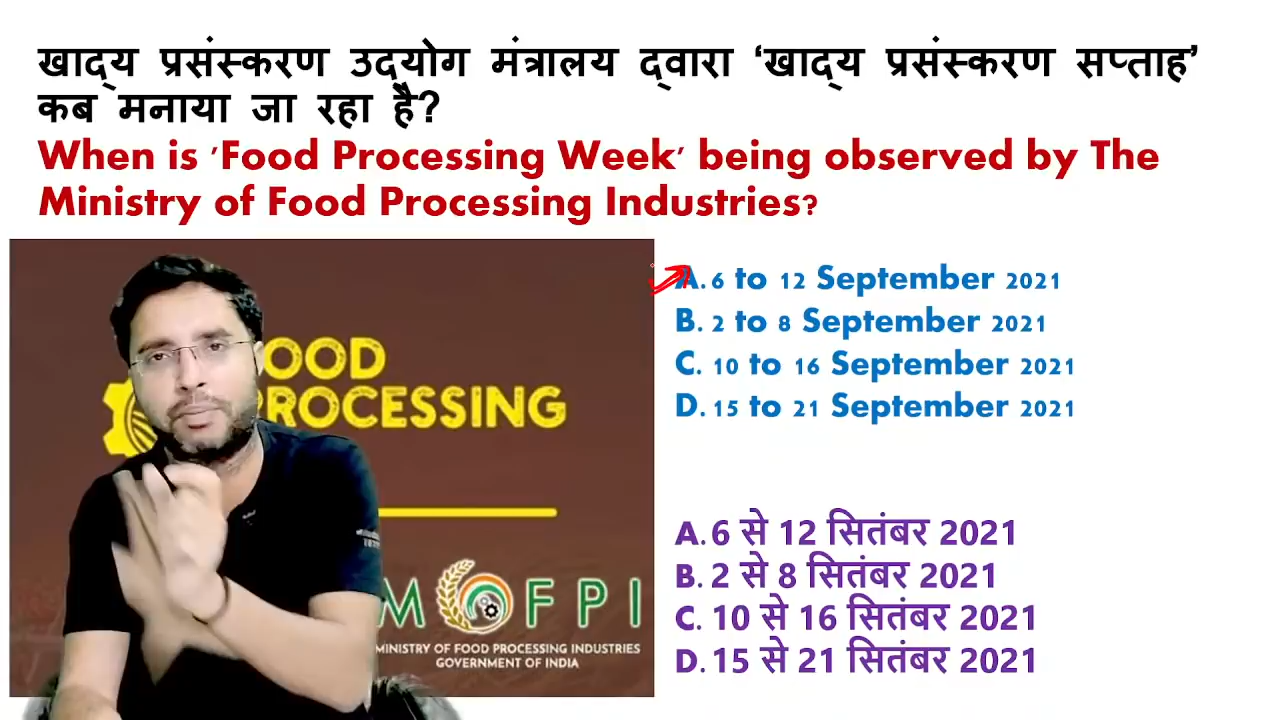 खाद्य प्रसंस्करण उद्योग मंत्रालय द्वारा ‘खाद्य प्रसंस्करण सप्ताह’
कब मनाया जा रहा है?
When is 'Food Processing Week' being observed by The
Ministry of Food Processing Industries?
OOD
ROCESSING
M FPI
MINISTRY OF FOOD PROCESSING INDUSTRIES
GOVERNMENT OF INDIA
A. 6 to 12 September 2021
B. 2 to 8 September 2021
C. 10 to 16 September 2021
D. 15 to 21 September 2021
A. 6 से 12 सितंबर 2021
B. 2 से 8 सितंबर 2021
C. 10 से 16 सितंबर 2021
D. 15 से 21 सितंबर 2021